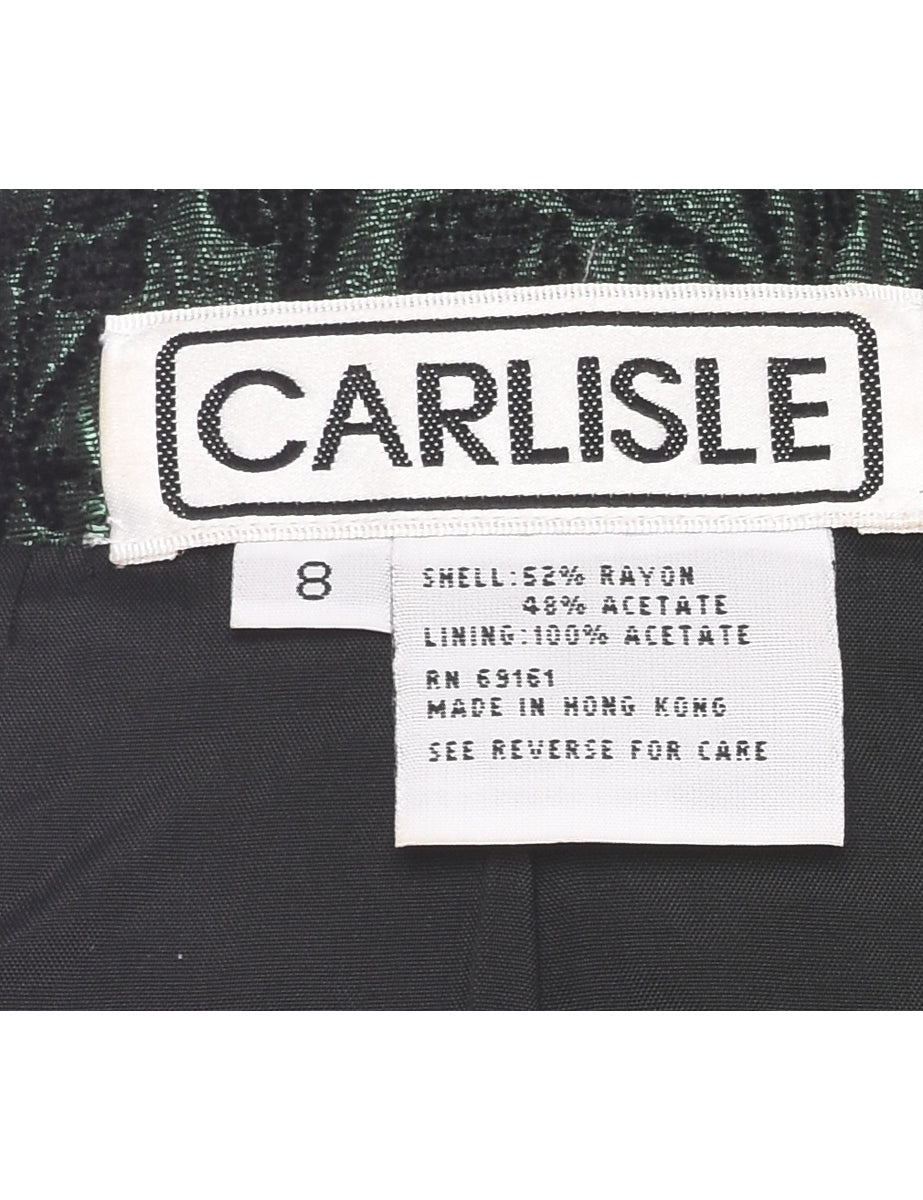 CARLISLE
8
SHELL:52% RAYON
48% ACETATE
LINING:100% ACETATE
RN 69161
MADE IN HONG KONG
SEE REVERSE FOR CARE